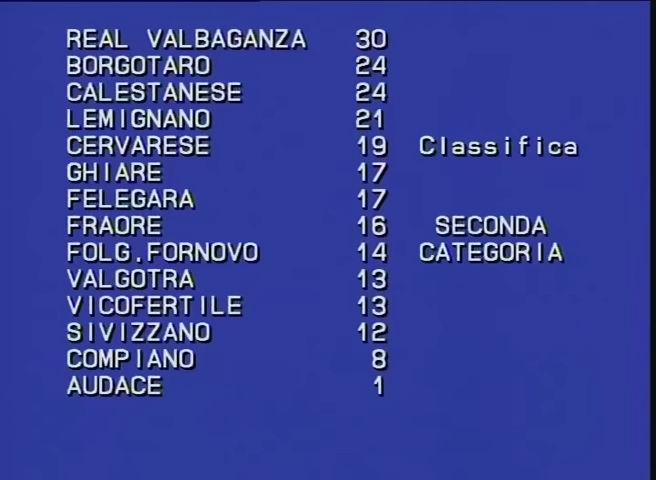 REAL VALBAGANZA 30
BORGOTARO 24
CALESTANESE 24
LEMIGNANO 21
CERVARESE 19 Classifica
GHIARE 17
FELEGARA 17
FRAORE 16 SECONDA
FOLG.FORNOVO 14 CATEGORIA
VALGOTRA 13
VICOFERTILE 13
SIVIZZANO 12
COMPIANO 8
AUDACE 1